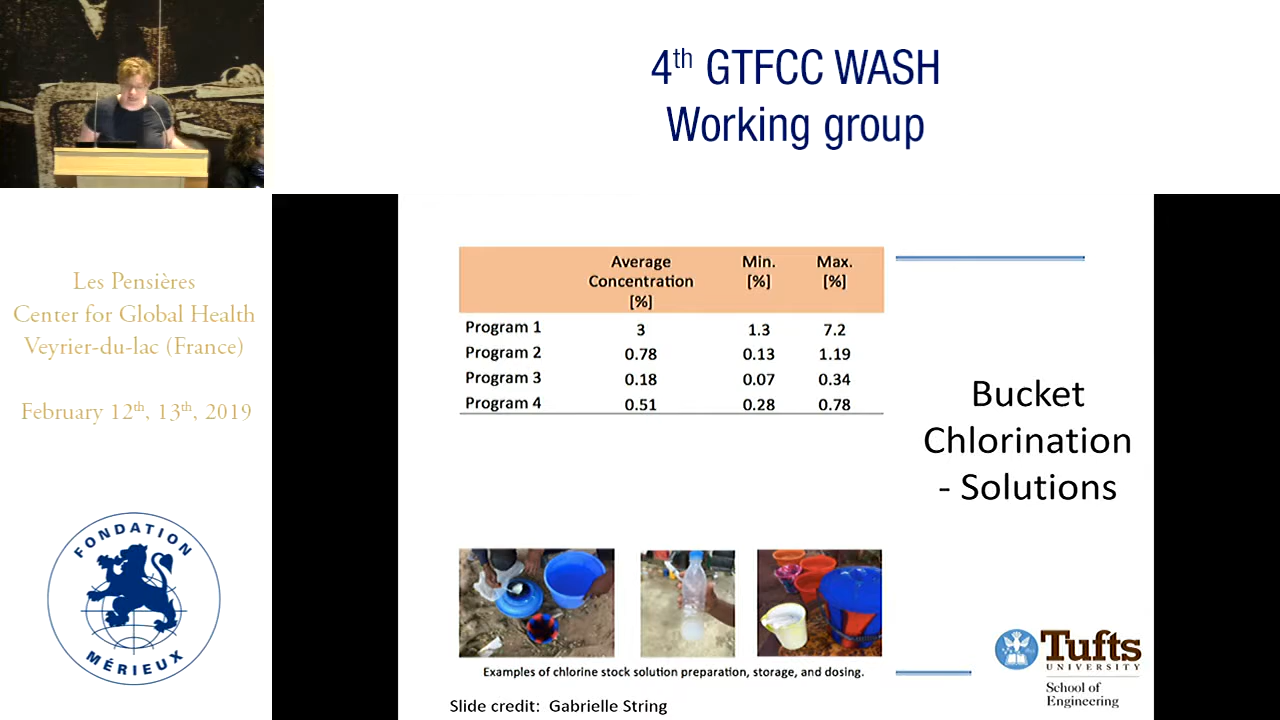 4th GTFCC WASH
Working group
Les Pensières
Center for Global Health
Veyrier-du-lac (France)
February 12th, 13th, 2019
FONDATION
MÉRIEUX
Average Concentration [%] Min. [%] Max. [%]
Program 1 3 1.3 7.2
Program 2 0.78 0.13 1.19
Program 3 0.18 0.07 0.34
Program 4 0.51 0.28 0.78
Bucket
Chlorination
- Solutions
Examples of chlorine stock solution preparation, storage, and dosing.
Slide credit: Gabrielle String
Tufts
UNIVERSITY
School of
Engineering